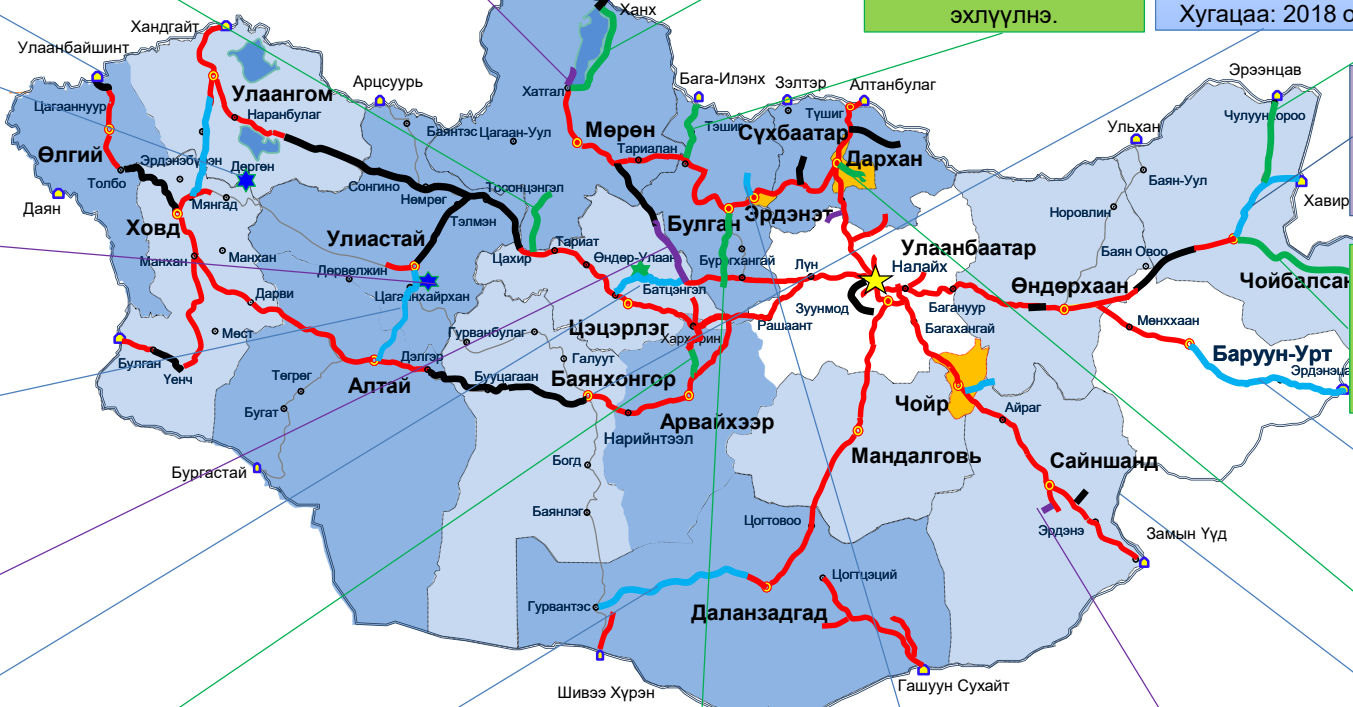 эхлүүлнэ.
Хугацаа: 2018 о
Ханх
Хандгайт
Улаанбайшинт
Арцсуурь
Хатгал
Бага-Илэнх
Зэлтэр
Алтанбулаг
Эрээнцав
Цагааннуур
Улаангом
Наранбулаг
Баянтэс
Цагаан-Уул
Мөрөн
Тариалан
Тэшиг
Түшиг
Сүхбаатар
Дархан
Ульхан
Өлгий
Толбо
Дөргөн
Мянгад
Даян
Ховд
Сонгино
Нөмрөг
Тосонцэнгэл
Тэлмэн
Булган
Эрдэнэт
Баян-Уул
Норовлин
Хавир
Улиастай
Цахир
Тариат
Өндөр-Улаан
Бүрэгхангай
Лүн
Улаанбаатар
Налайх
Баян Овоо
Манхан
Манхан
Дөрвөлжин
Цагаанхайрхан
Батцэнгэл
Өндөрхаан
Чойбалсан
Дарви
Мөст
Гурванбулаг
Цэцэрлэг
Хархорин
Рашаант
Зуунмод
Багануур
Багахангай
Мөнххаан
Баруун-Урт
Эрдэнэца
Булган
Үенч
Төгрөг
Бугат
Алтай
Дэлгэр
Бууцагаан
Галуут
Баянхонгор
Арвайхээр
Нарийнтээл
Чойр
Айраг
Бургастай
Богд
Баянлэг
Мандалговь
Сайншанд
Цогтовоо
Эрдэнэ
Замын Үүд
Гурвантэс
Даланзадгад
Цогтцэций
Шивээ Хүрэн
Гашуун Сухайт